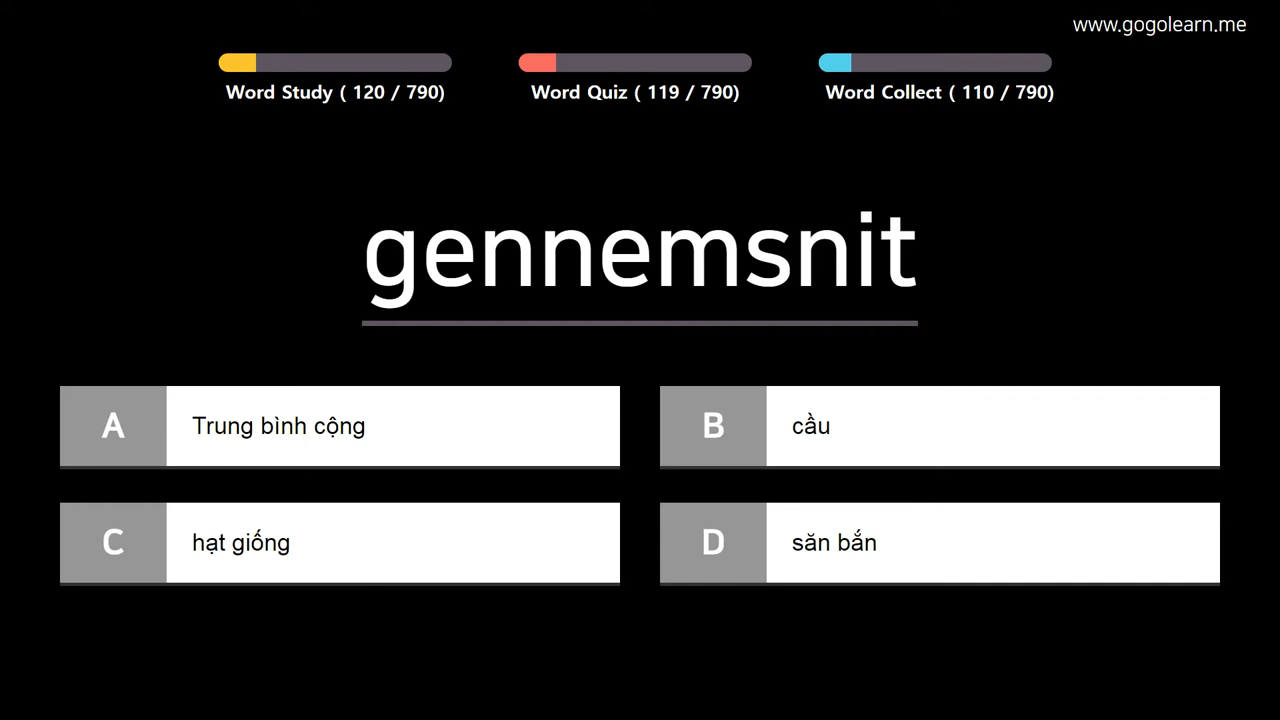 www.gogolearn.me
Word Study ( 120 / 790)
Word Quiz ( 119 / 790)
Word Collect ( 110 / 790)
gennemsnit
A Trung bình cộng
B cầu
C hạt giống
D săn bắn